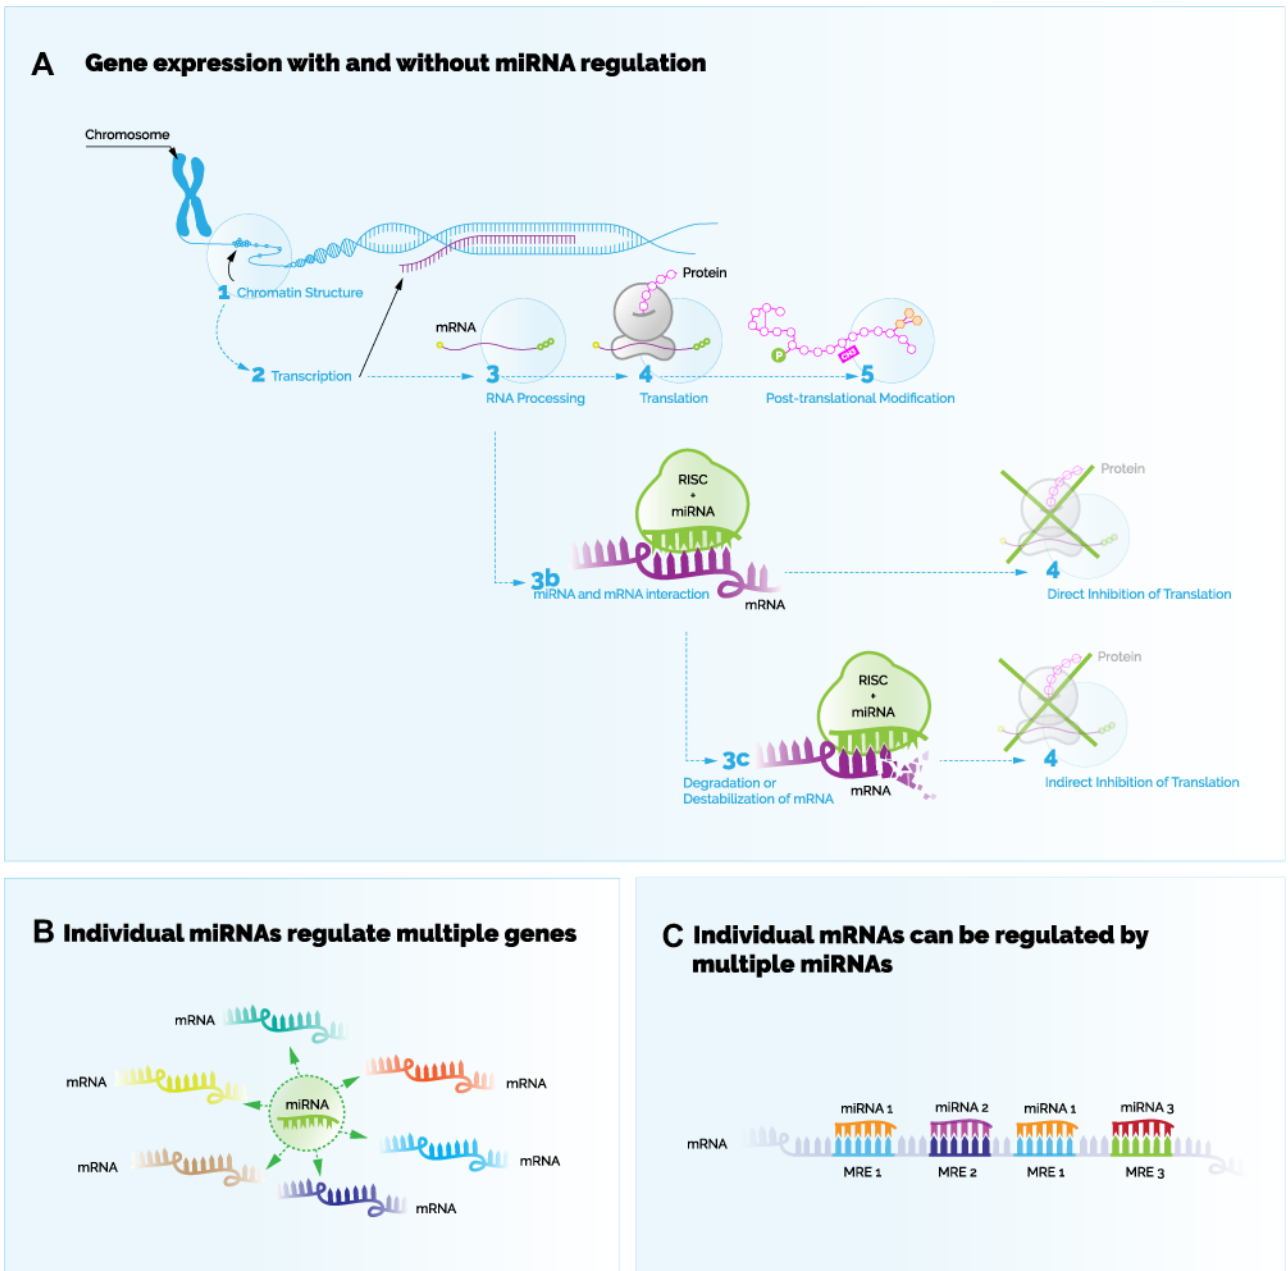 A Gene expression with and without miRNA regulation
Chromosome
1 Chromatin Structure
Protein
mRNA
P
CH3
2 Transcription
3
4
5
RNA Processing
Translation
Post-translational Modification
RISC
+
miRNA
Protein
3b
miRNA and mRNA interaction
mRNA
4
Direct Inhibition of Translation
RISC
+
miRNA
Protein
3c
Degradation or
Destabilization of mRNA
mRNA
4
Indirect Inhibition of Translation
B Individual miRNAs regulate multiple genes
mRNA
mRNA
mRNA
miRNA
mRNA
mRNA
mRNA
C Individual mRNAs can be regulated by
multiple miRNAs
miRNA 1
miRNA 2
miRNA 1
miRNA 3
mRNA
MRE 1
MRE 2
MRE 1
MRE 3